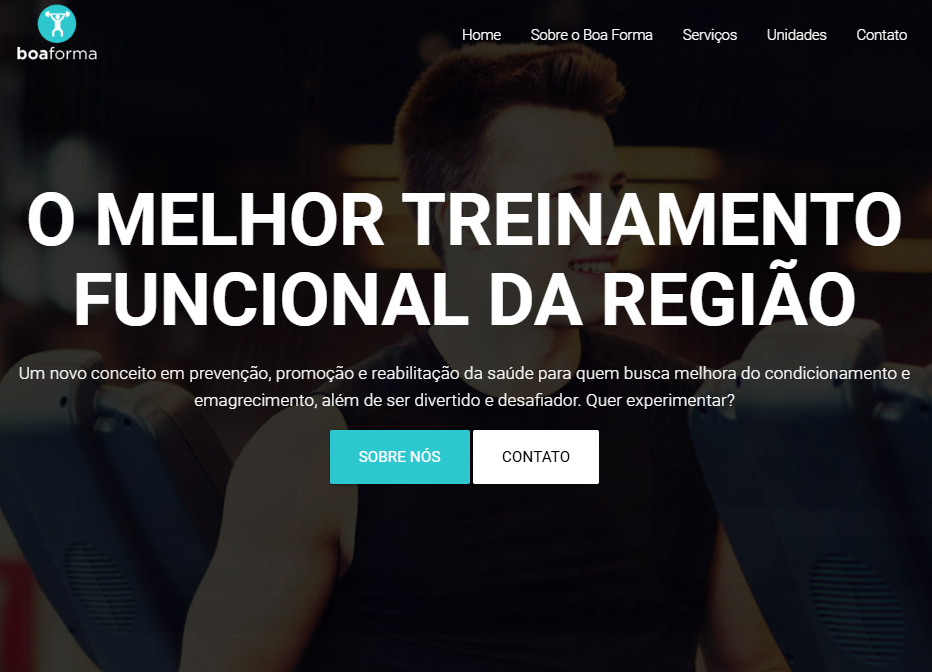 boaforma
Home Sobre o Boa Forma Serviços Unidades Contato
O MELHOR TREINAMENTO
FUNCIONAL DA REGIÃO
Um novo conceito em prevenção, promoção e reabilitação da saúde para quem busca melhora do condicionamento e
emagrecimento, além de ser divertido e desafiador. Quer experimentar?
SOBRE NÓS CONTATO